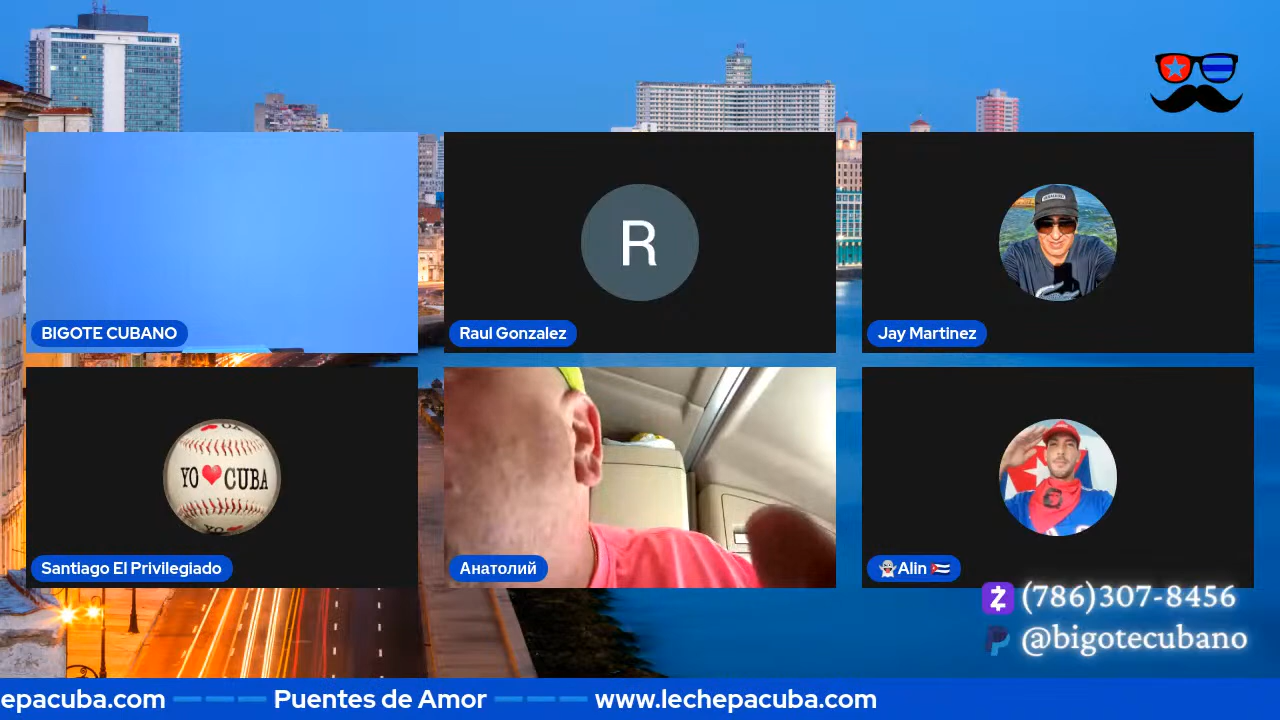 BIGOTE CUBANO
R
Raul Gonzalez
Jay Martinez
YO CUBA
YO
Santiago El Privilegiado
Анатолий
👻Alin 🇨🇺
(786)307-8456
@bigotecubano
epacuba.com ——— Puentes de Amor ——— www.lechepacuba.com